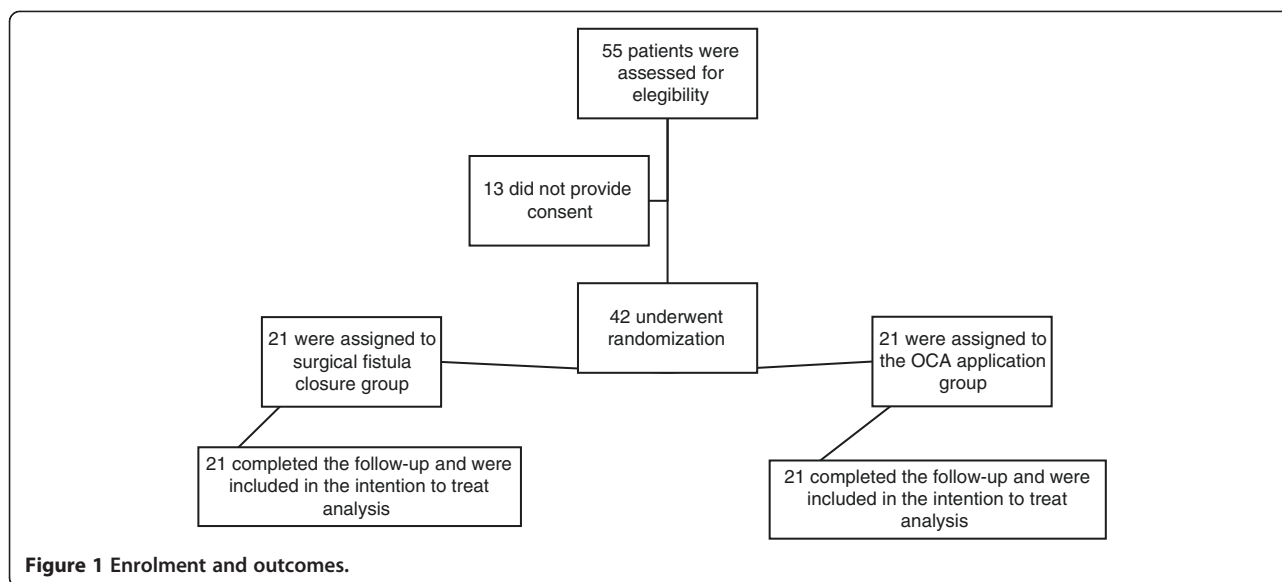 55 patients were
assessed for
elegibility
13 did not provide
consent
42 underwent
randomization
21 were assigned to
surgical fistula
closure group
21 were assigned to
the OCA application
group
21 completed the follow-up and were
included in the intention to treat
analysis
21 completed the follow-up and were
included in the intention to treat
analysis
Figure 1 Enrolment and outcomes.